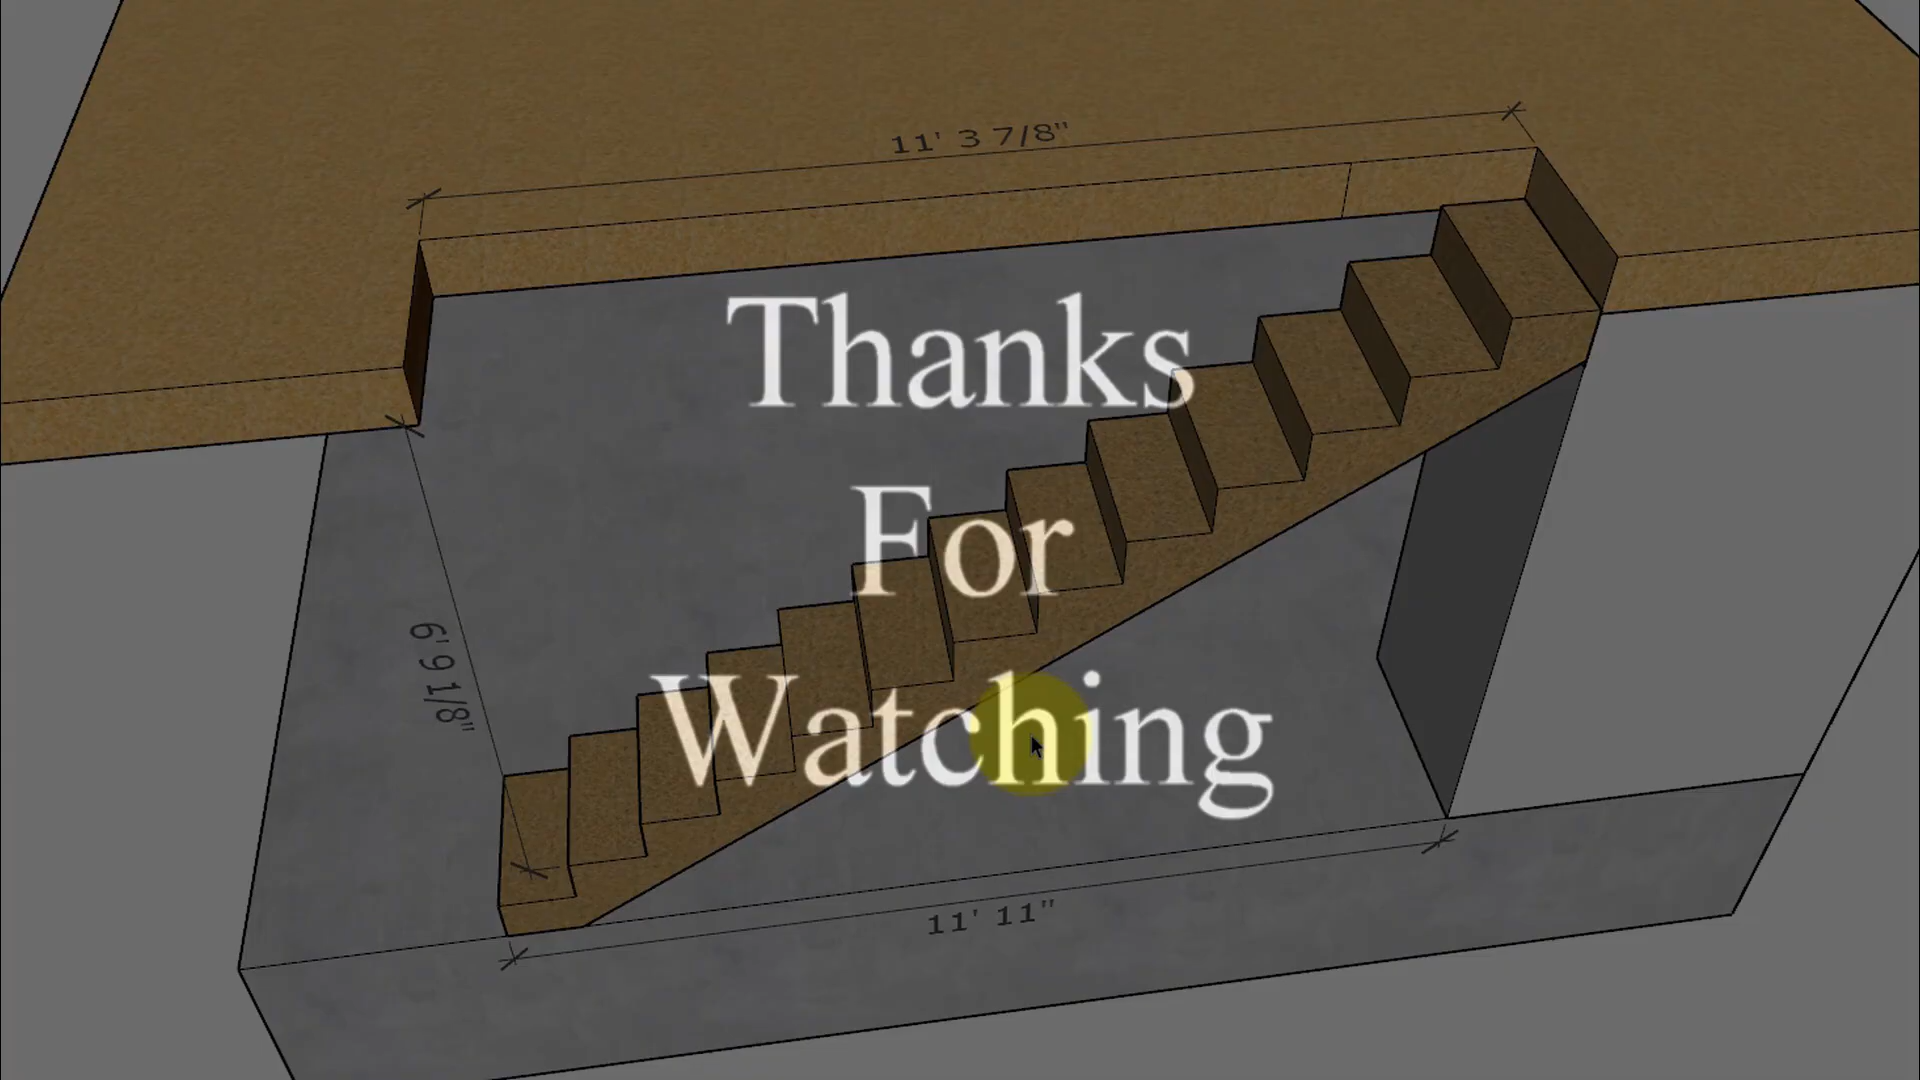 11' 3 7/8"
Thanks
For
Watching
6' 9 1/8"
11' 11"